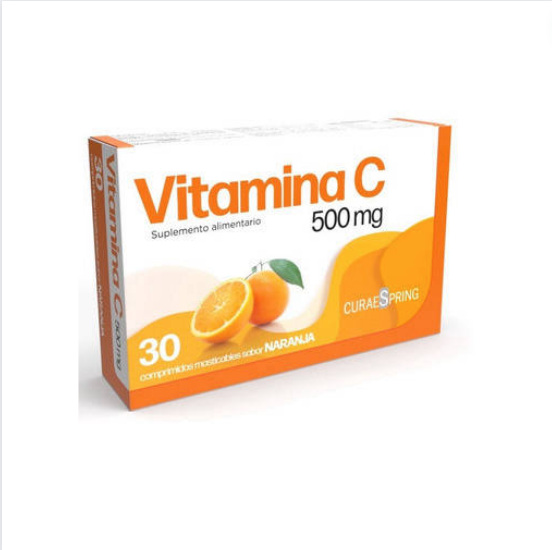 Vitamina C
500 mg
Suplemento alimentario
CURAESPRING
30
comprimidos masticables sabor NARANJA
30
Vitamina C 500 mg